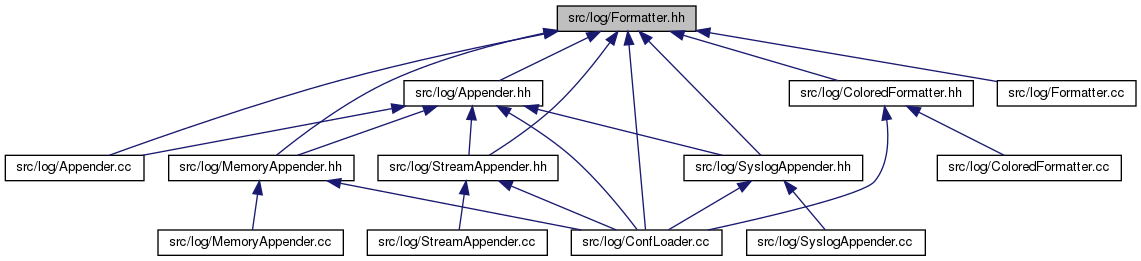 src/log/Formatter.hh
src/log/Appender.hh
src/log/ColoredFormatter.hh
src/log/Formatter.cc
src/log/Appender.cc
src/log/MemoryAppender.hh
src/log/StreamAppender.hh
src/log/SyslogAppender.hh
src/log/ColoredFormatter.cc
src/log/MemoryAppender.cc
src/log/StreamAppender.cc
src/log/ConfLoader.cc
src/log/SyslogAppender.cc